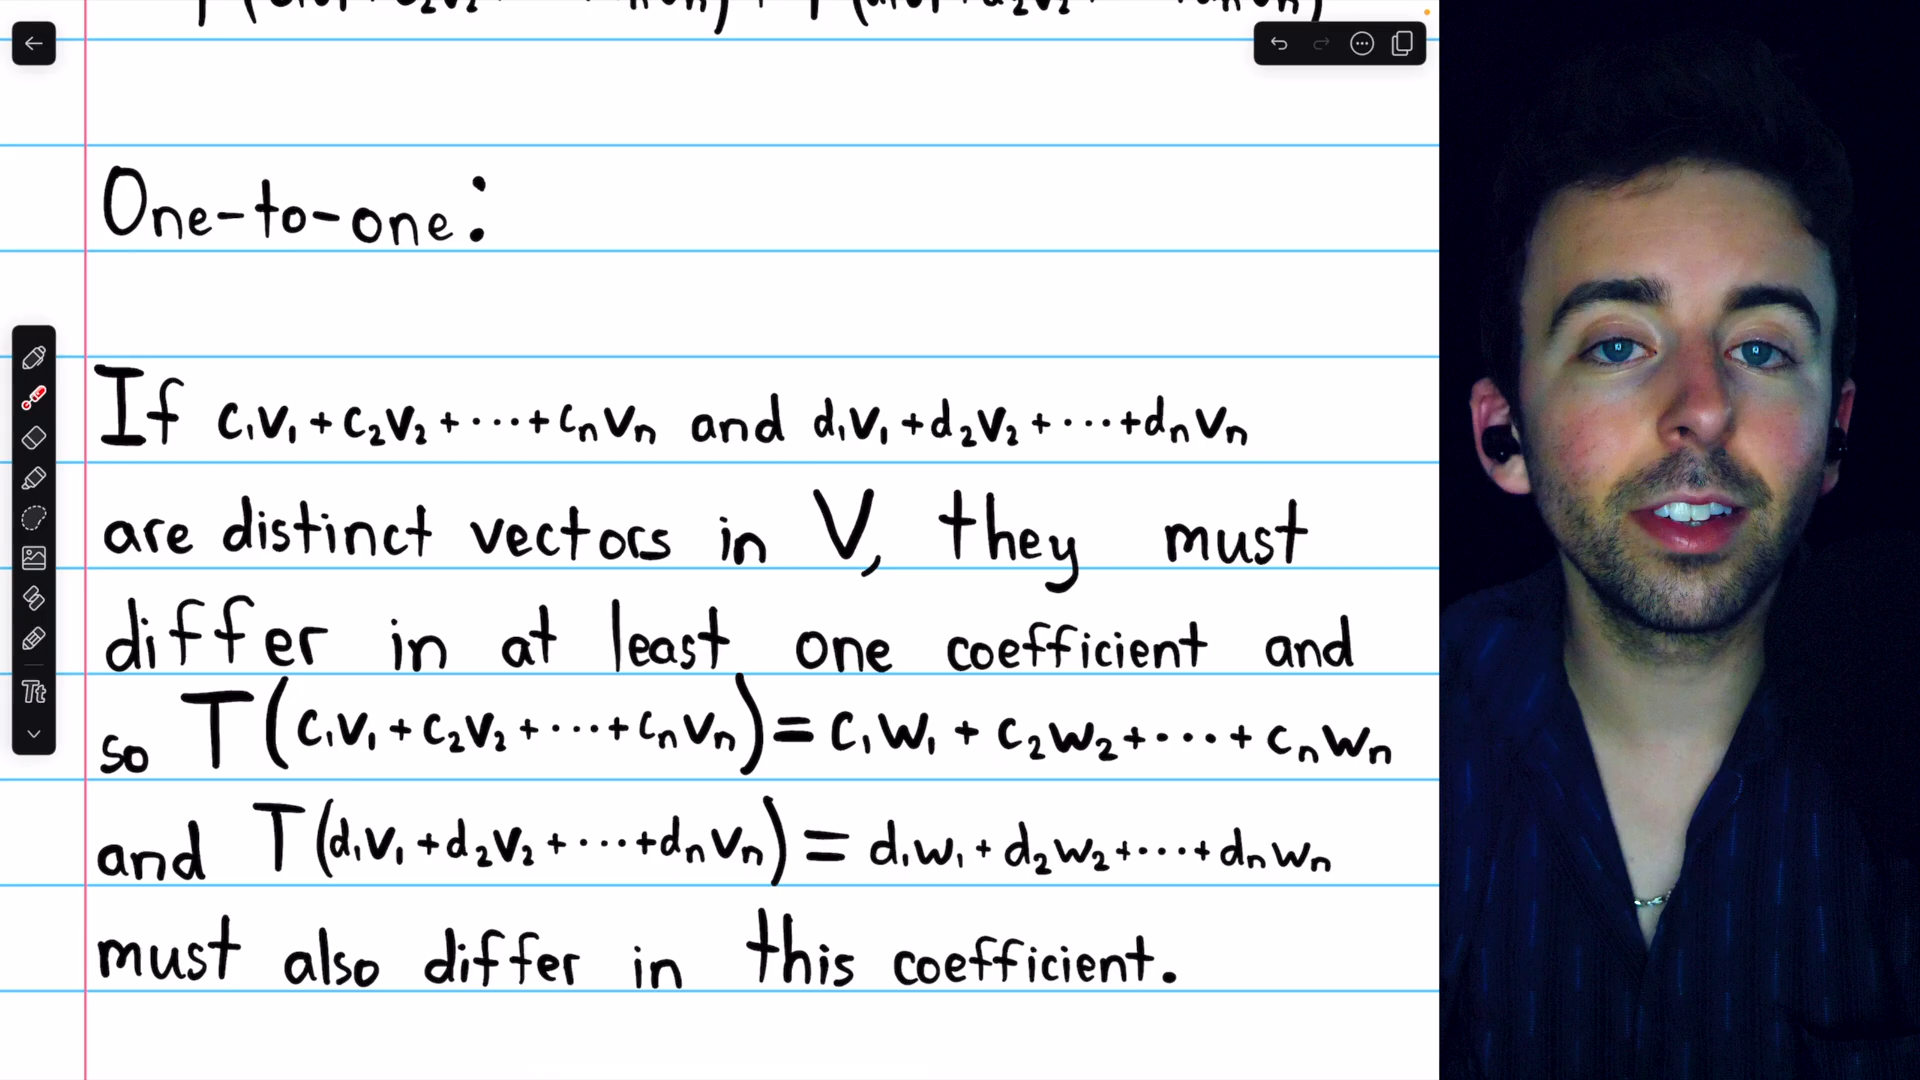 One-to-one:
If c₁v₁+c₂v₂+···+cₙvₙ and d₁v₁+d₂v₂+···+dₙvₙ
are distinct vectors in V, they must
differ in at least one coefficient and
so T(c₁v₁+c₂v₂+···+cₙvₙ)=c₁w₁+c₂w₂+···+cₙwₙ
and T(d₁v₁+d₂v₂+···+dₙvₙ)=d₁w₁+d₂w₂+···+dₙwₙ
must also differ in this coefficient.
Tt